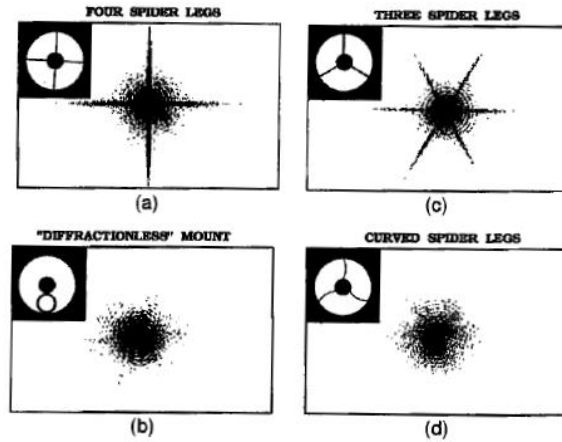 FOUR SPIDER LEGS
(a)
THREE SPIDER LEGS
(c)
"DIFFRACTIONLESS" MOUNT
(b)
CURVED SPIDER LEGS
(d)